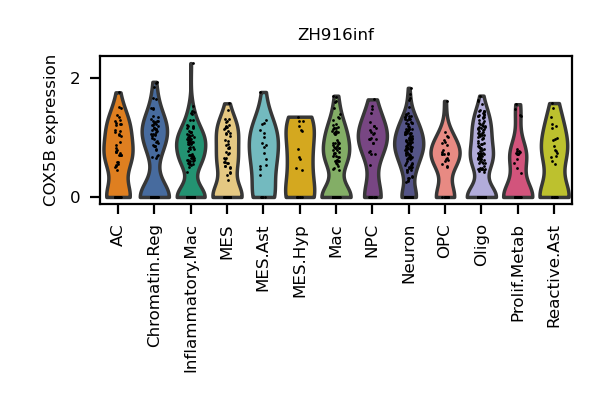 ZH916inf
COX5B expression
2
0
AC
Chromatin.Reg
Inflammatory.Mac
MES
MES.Ast
MES.Hyp
Mac
NPC
Neuron
OPC
Oligo
Prolif.Metab
Reactive.Ast